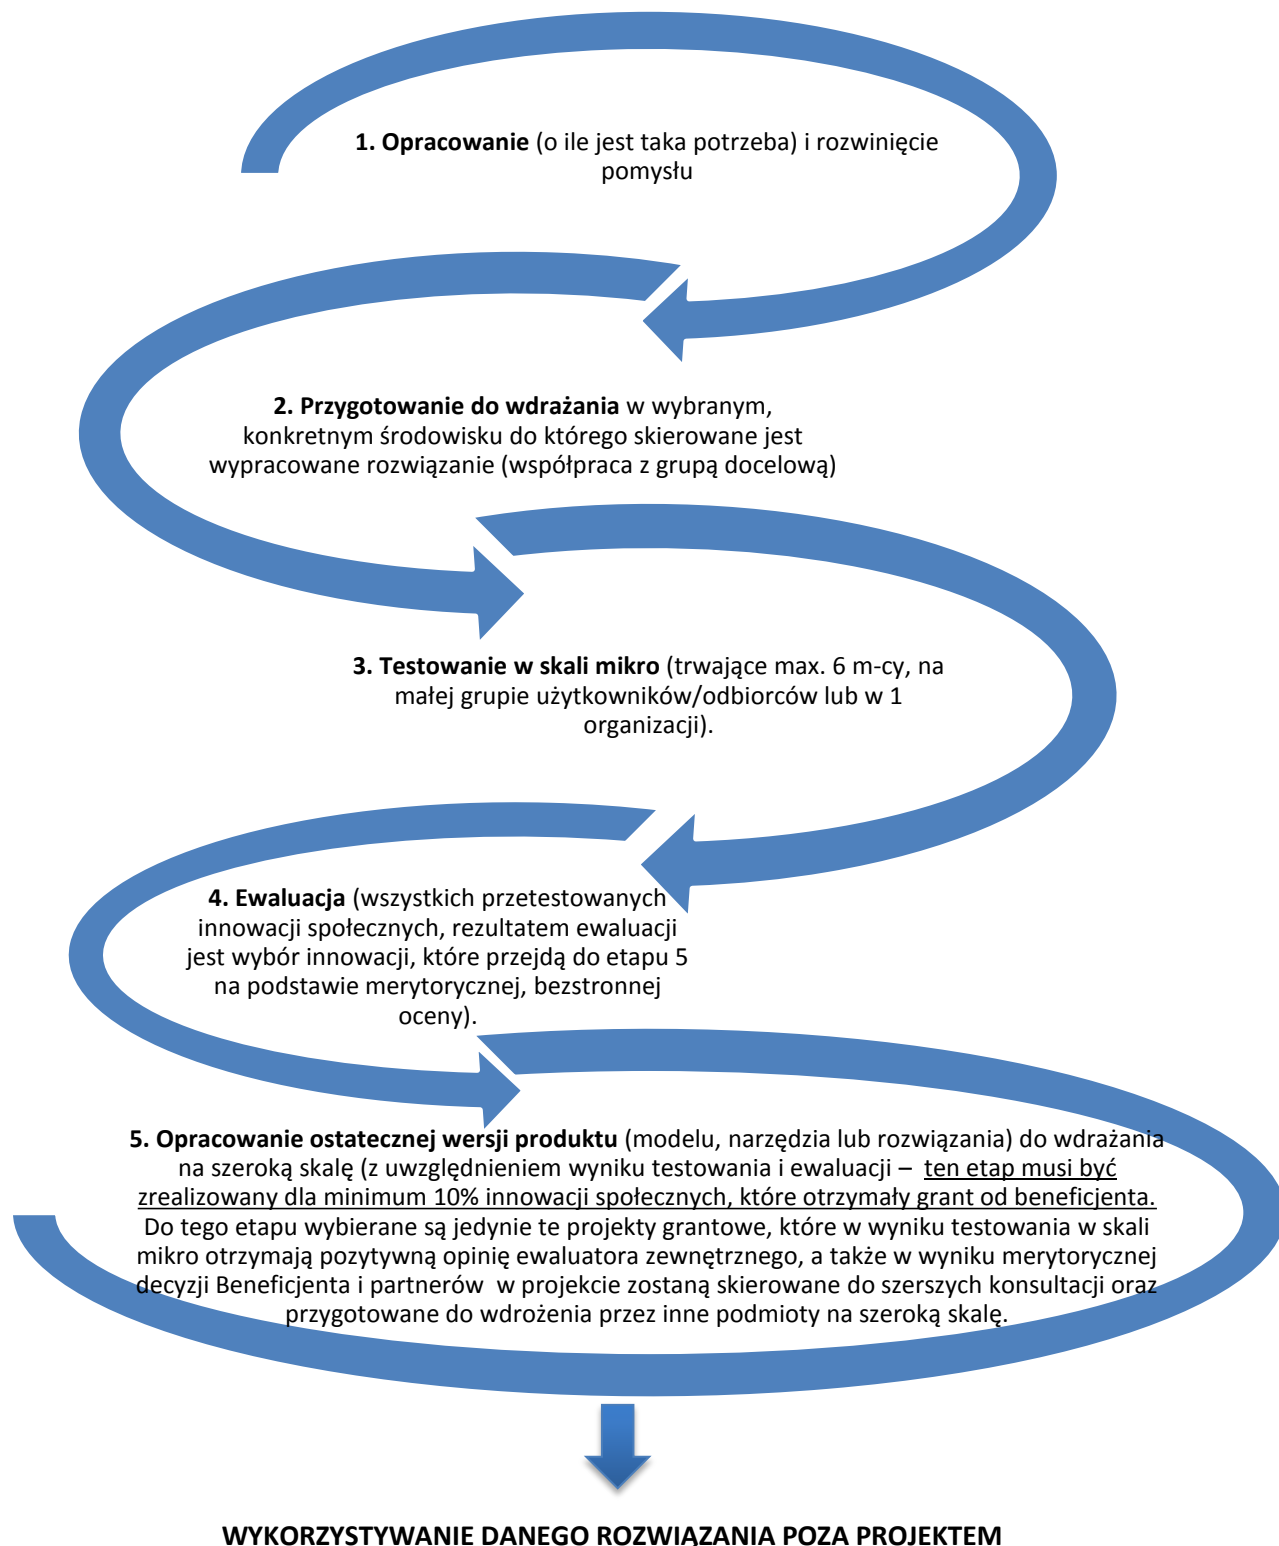 1. Opracowanie (o ile jest taka potrzeba) i rozwinięcie
pomysłu
2. Przygotowanie do wdrażania w wybranym,
konkretnym środowisku do którego skierowane jest
wypracowane rozwiązanie (współpraca z grupą docelową)
3. Testowanie w skali mikro (trwające max. 6 m-cy, na
małej grupie użytkowników/odbiorców lub w 1
organizacji).
4. Ewaluacja (wszystkich przetestowanych
innowacji społecznych, rezultatem ewaluacji
jest wybór innowacji, które przejdą do etapu 5
na podstawie merytorycznej, bezstronnej
oceny).
5. Opracowanie ostatecznej wersji produktu (modelu, narzędzia lub rozwiązania) do wdrażania
na szeroką skalę (z uwzględnieniem wyniku testowania i ewaluacji – ten etap musi być
zrealizowany dla minimum 10% innowacji społecznych, które otrzymały grant od beneficjenta.
Do tego etapu wybierane są jedynie te projekty grantowe, które w wyniku testowania w skali
mikro otrzymają pozytywną opinię ewaluatora zewnętrznego, a także w wyniku merytorycznej
decyzji Beneficjenta i partnerów w projekcie zostaną skierowane do szerszych konsultacji oraz
przygotowane do wdrożenia przez inne podmioty na szeroką skalę.
WYKORZYSTYWANIE DANEGO ROZWIĄZANIA POZA PROJEKTEM